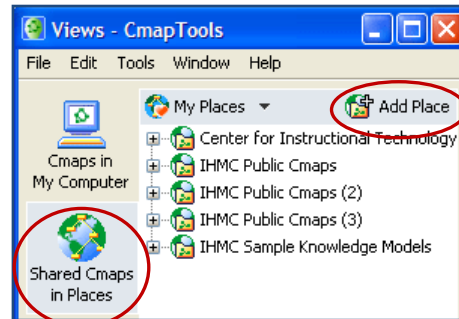 Views - CmapTools
File Edit Tools Window Help
My Places Add Place
Center for Instructional Technology
IHMC Public Cmaps
IHMC Public Cmaps (2)
IHMC Public Cmaps (3)
IHMC Sample Knowledge Models
Cmaps in
My Computer
Shared Cmaps
in Places